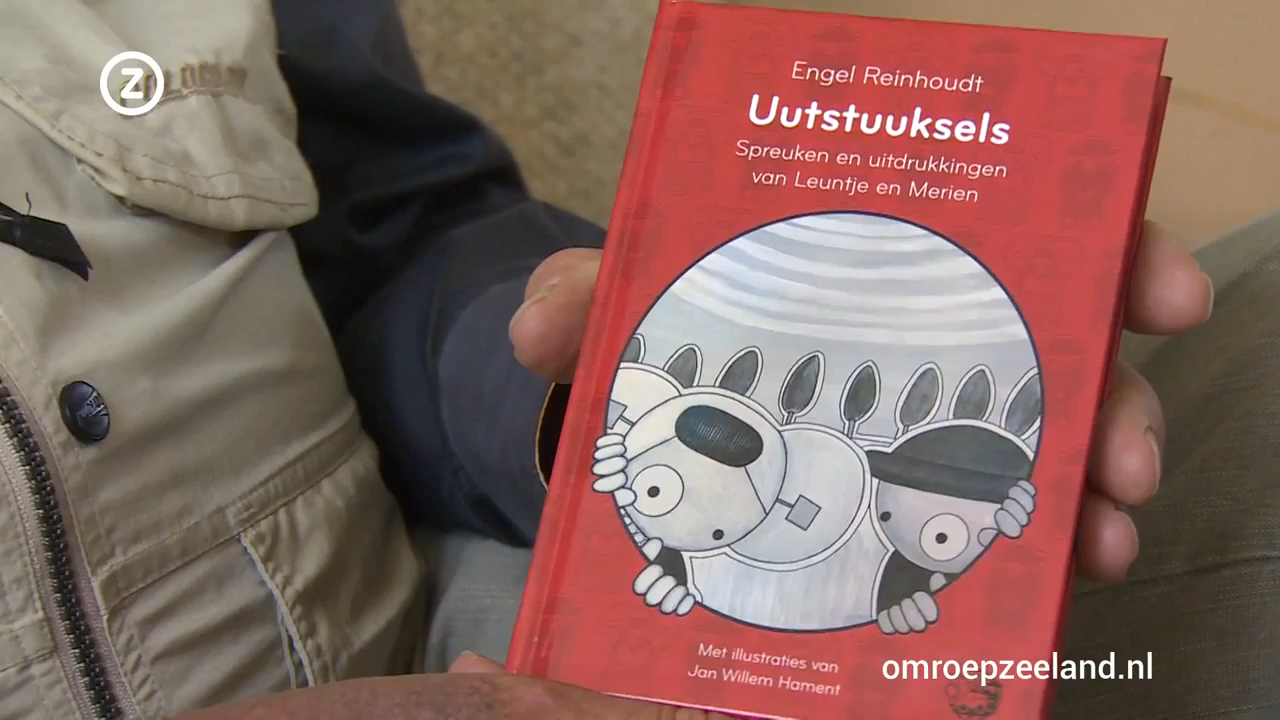 Z
Engel Reinhoudt
Uutstuuksels
Spreuken en uitdrukkingen
van Leuntje en Merien
Met illustraties van
Jan Willem Hament
omroepzeeland.nl